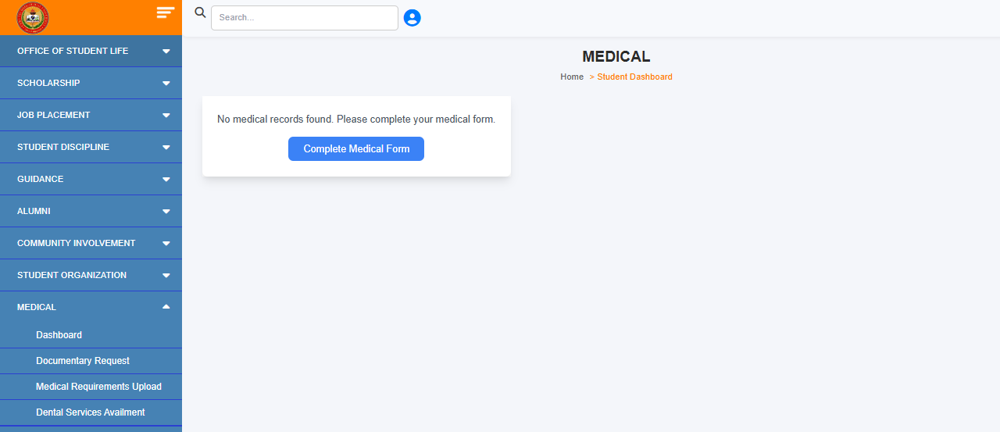 Search...
OFFICE OF STUDENT LIFE
SCHOLARSHIP
JOB PLACEMENT
STUDENT DISCIPLINE
GUIDANCE
ALUMNI
COMMUNITY INVOLVEMENT
STUDENT ORGANIZATION
MEDICAL
Dashboard
Documentary Request
Medical Requirements Upload
Dental Services Availment
MEDICAL
Home > Student Dashboard
No medical records found. Please complete your medical form.
Complete Medical Form